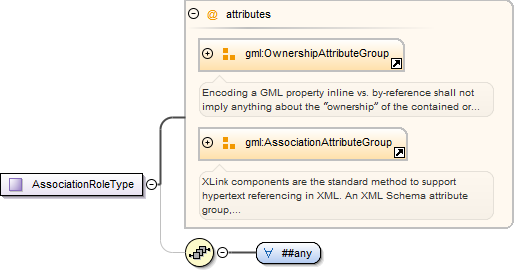 @ attributes
gml:OwnershipAttributeGroup
Encoding a GML property inline vs. by-reference shall not
imply anything about the "ownership" of the contained or...
gml:AssociationAttributeGroup
XLink components are the standard method to support
hypertext referencing in XML. An XML Schema attribute
group,...
AssociationRoleType
∀ ##any